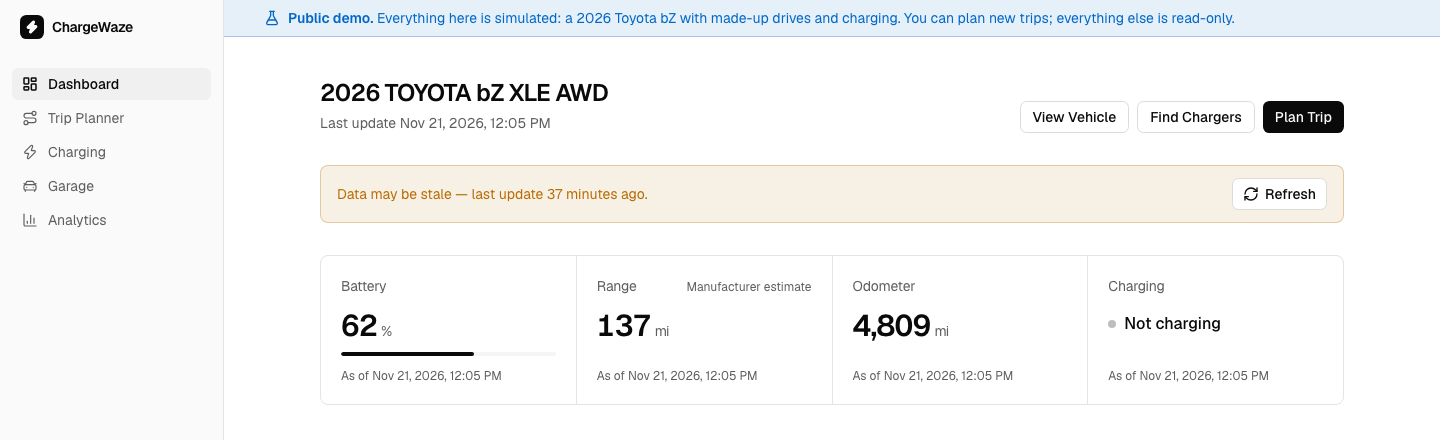 ChargeWaze
Dashboard
Trip Planner
Charging
Garage
Analytics
Public demo. Everything here is simulated: a 2026 Toyota bZ with made-up drives and charging. You can plan new trips; everything else is read-only.
2026 TOYOTA bZ XLE AWD
Last update Nov 21, 2026, 12:05 PM
View Vehicle
Find Chargers
Plan Trip
Data may be stale — last update 37 minutes ago.
Refresh
Battery
62 %
As of Nov 21, 2026, 12:05 PM
Range
Manufacturer estimate
137 mi
As of Nov 21, 2026, 12:05 PM
Odometer
4,809 mi
As of Nov 21, 2026, 12:05 PM
Charging
Not charging
As of Nov 21, 2026, 12:05 PM